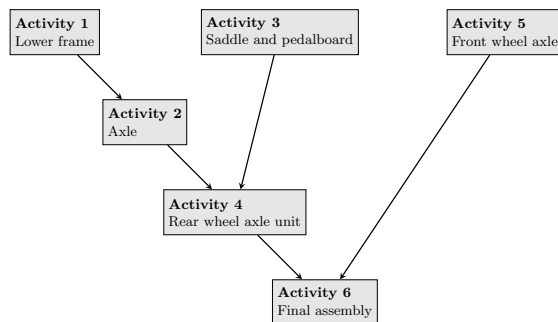 Activity 1
Lower frame
Activity 3
Saddle and pedalboard
Activity 5
Front wheel axle
Activity 2
Axle
Activity 4
Rear wheel axle unit
Activity 6
Final assembly